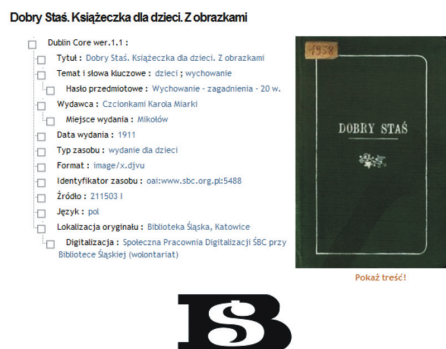 Dobry Staś. Książeczka dla dzieci. Z obrazkami
Dublin Core wer.1.1 :
Tytuł : Dobry Staś. Książeczka dla dzieci. Z obrazkami
Temat i słowa kluczowe : dzieci ; wychowanie
Hasło przedmiotowe : Wychowanie - zagadnienia - 20 w.
Wydawca : Czcionkami Karola Miarki
Miejsce wydania : Mikołów
Data wydania : 1911
Typ zasobu : wydanie dla dzieci
Format : image/x.djvu
Identyfikator zasobu : oai:www.sbc.org.pl:5488
Źródło : 211503 I
Język : pol
Lokalizacja oryginału : Biblioteka Śląska, Katowice
Digitalizacja : Społeczna Pracownia Digitalizacji ŚBC przy
Bibliotece Śląskiej (wolontariat)
DOBRY STAŚ
Pokaż treść!